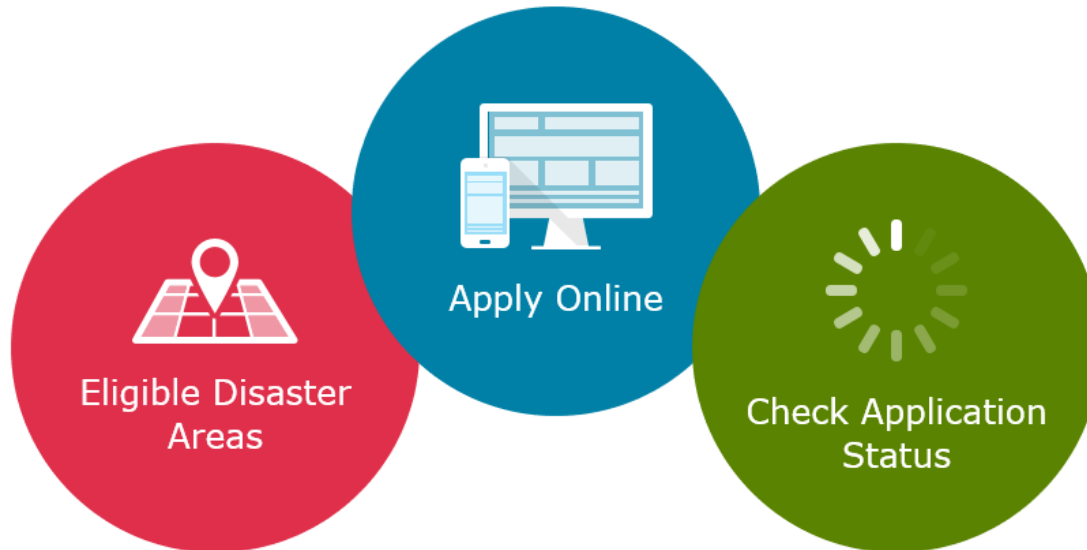 Eligible Disaster
Areas
Apply Online
Check Application
Status